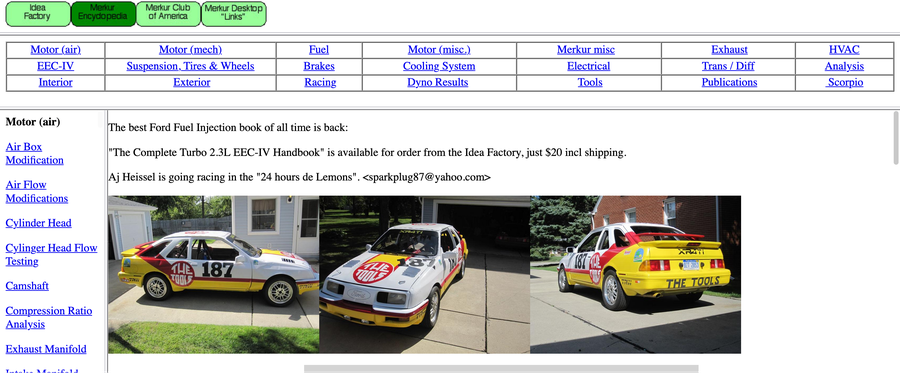 Idea
Factory
Merkur
Encyclopedia
Merkur Club
of America
Merkur Desktop
"Links"
Motor (air) Motor (mech) Fuel Motor (misc.) Merkur misc Exhaust HVAC
EEC-IV Suspension, Tires & Wheels Brakes Cooling System Electrical Trans / Diff Analysis
Interior Exterior Racing Dyno Results Tools Publications Scorpio
Motor (air)
Air Box
Modification
Air Flow
Modifications
Cylinder Head
Cylinger Head Flow
Testing
Camshaft
Compression Ratio
Analysis
Exhaust Manifold
Intake Manifold
The best Ford Fuel Injection book of all time is back:
"The Complete Turbo 2.3L EEC-IV Handbook" is available for order from the Idea Factory, just $20 incl shipping.
Aj Heissel is going racing in the "24 hours de Lemons". <sparkplug87@yahoo.com>
THE
TOOLS
187
XR4TI
THE
TOOLS
187
THE
TOOLS
XR4TI
THE TOOLS